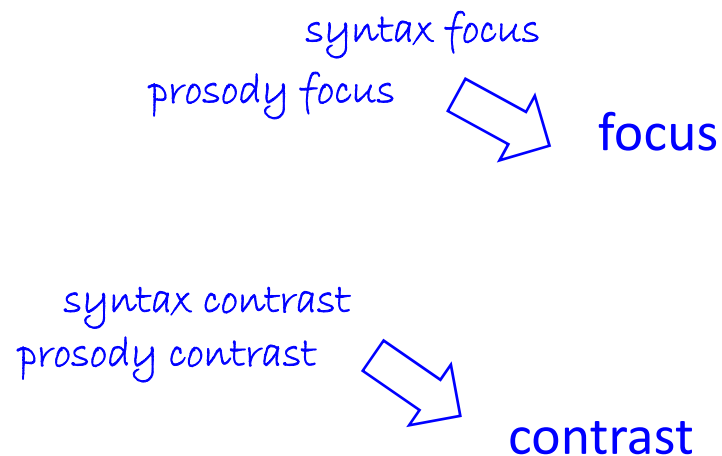 syntax focus
prosody focus
focus
syntax contrast
prosody contrast
contrast